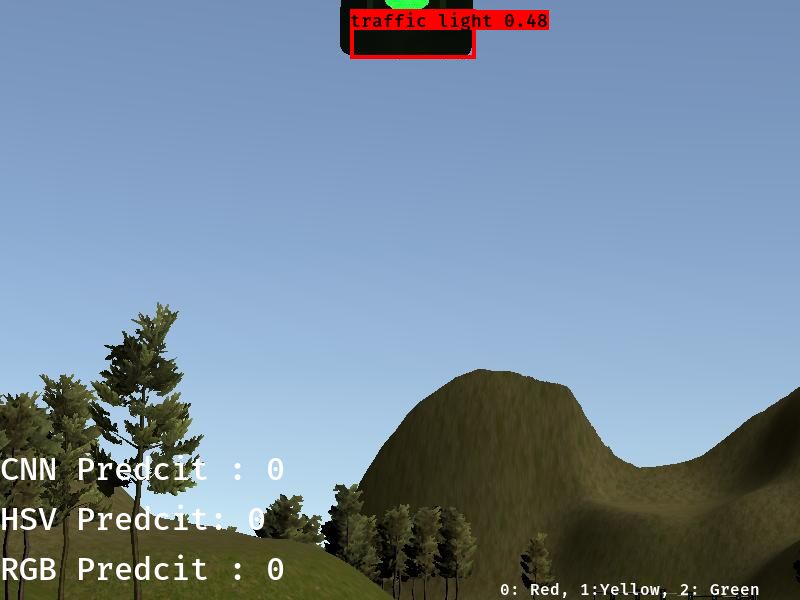 traffic light 0.48
CNN Predcit : 0
HSV Predcit: 0
RGB Predcit : 0
0: Red, 1:Yellow, 2: Green